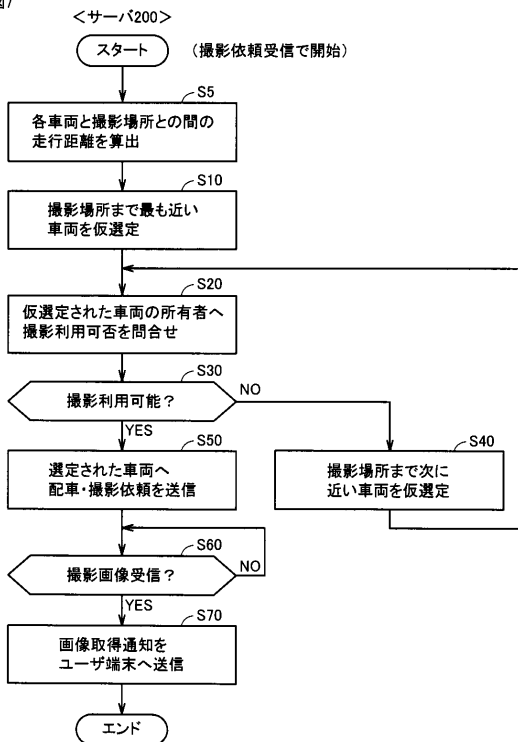 図7
＜サーバ200＞
スタート
（撮影依頼受信で開始）
S5
各車両と撮影場所との間の
走行距離を算出
S10
撮影場所まで最も近い
車両を仮選定
S20
仮選定された車両の所有者へ
撮影利用可否を問合せ
S30
撮影利用可能？
NO
YES
S50
選定された車両へ
配車・撮影依頼を送信
S40
撮影場所まで次に
近い車両を仮選定
S60
撮影画像受信？
NO
YES
S70
画像取得通知を
ユーザ端末へ送信
エンド